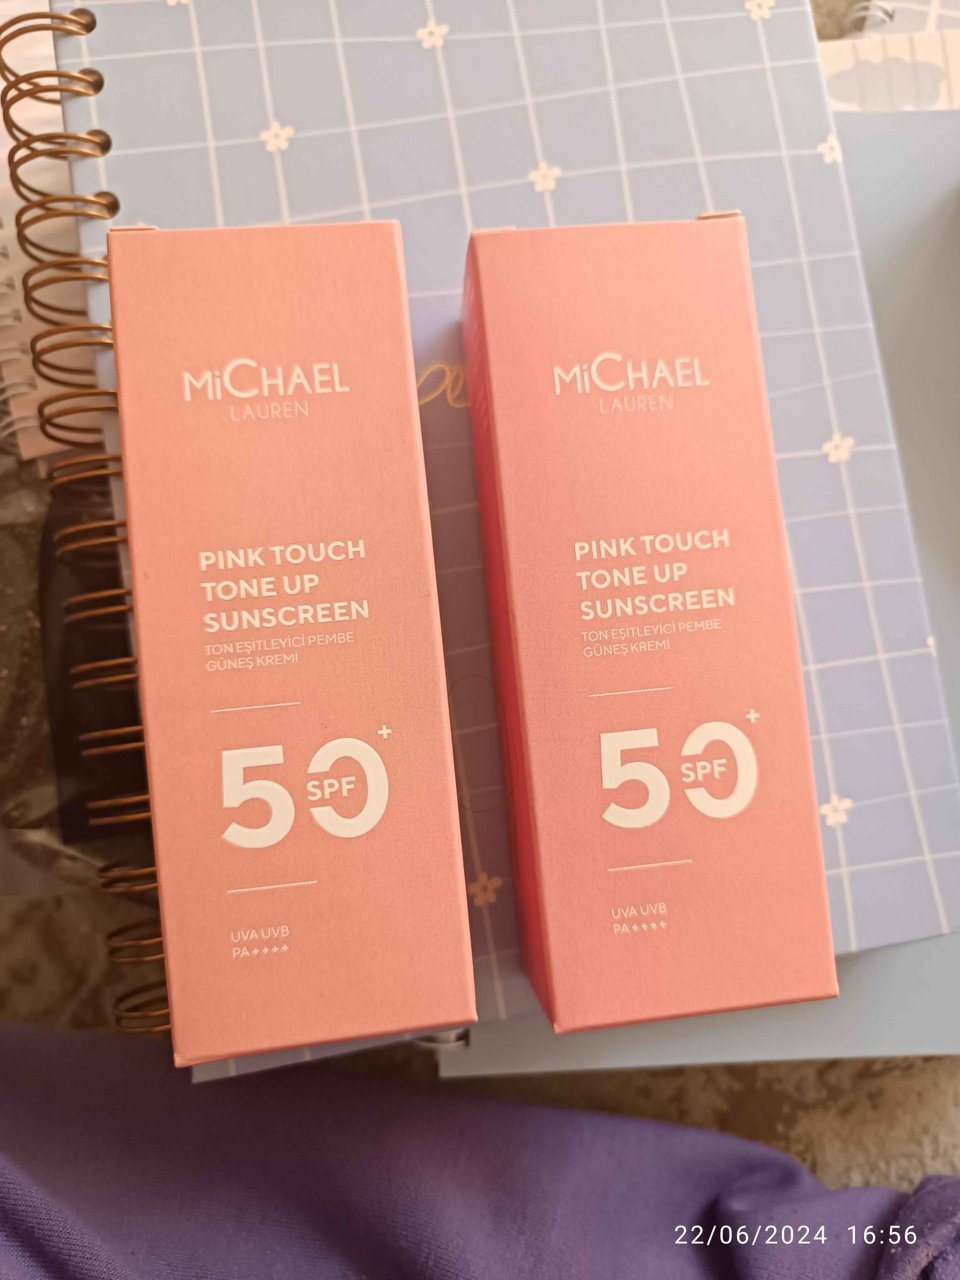 MiCHAEL
LAUREN
PINK TOUCH
TONE UP
SUNSCREEN
TON EŞİTLEYİCİ PEMBE
GÜNEŞ KREMİ
50+
SPF
UVA UVB
PA++++
MiCHAEL
LAUREN
PINK TOUCH
TONE UP
SUNSCREEN
TON EŞİTLEYİCİ PEMBE
GÜNEŞ KREMİ
50+
SPF
UVA UVB
PA++++
22/06/2024 16:56